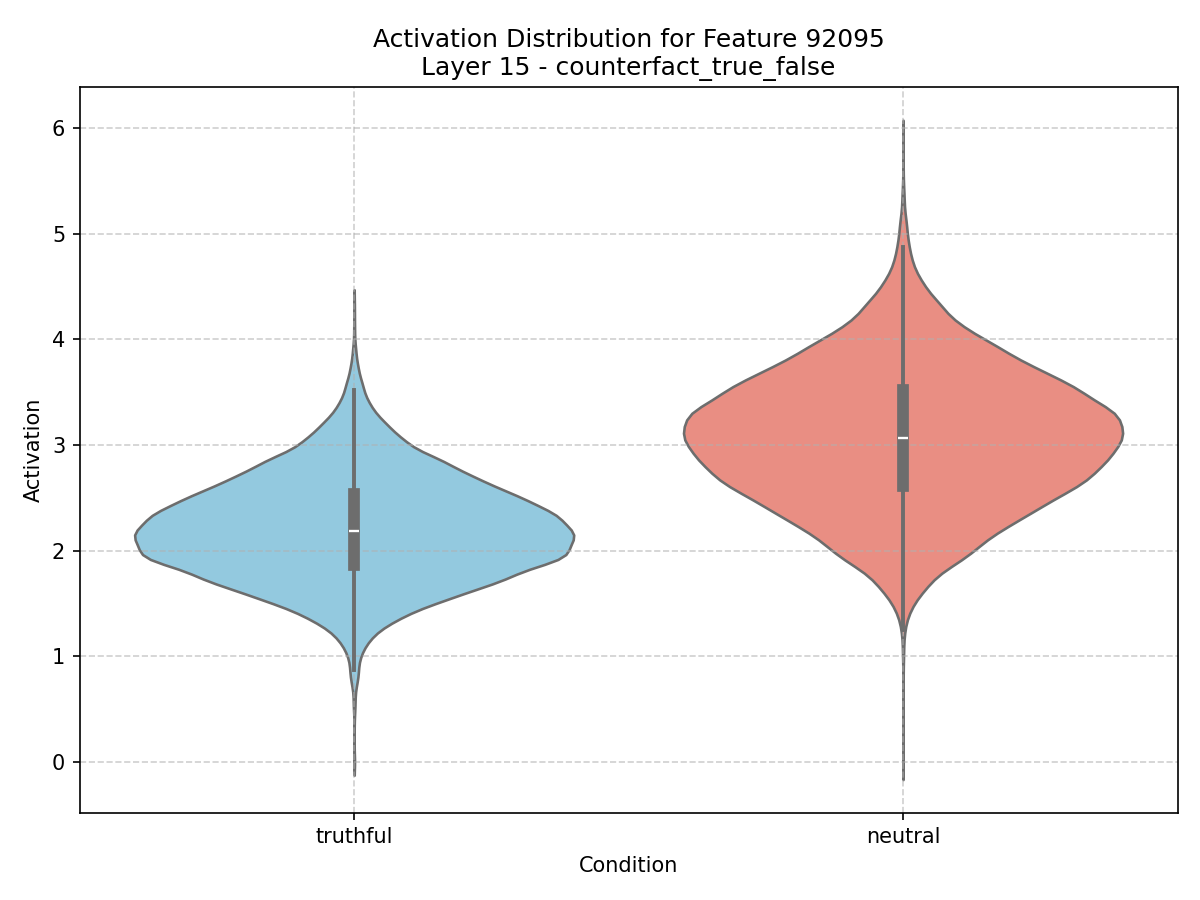 Activation Distribution for Feature 92095
Layer 15 - counterfact_true_false
6
5
4
3
2
1
0
Activation
truthful
neutral
Condition